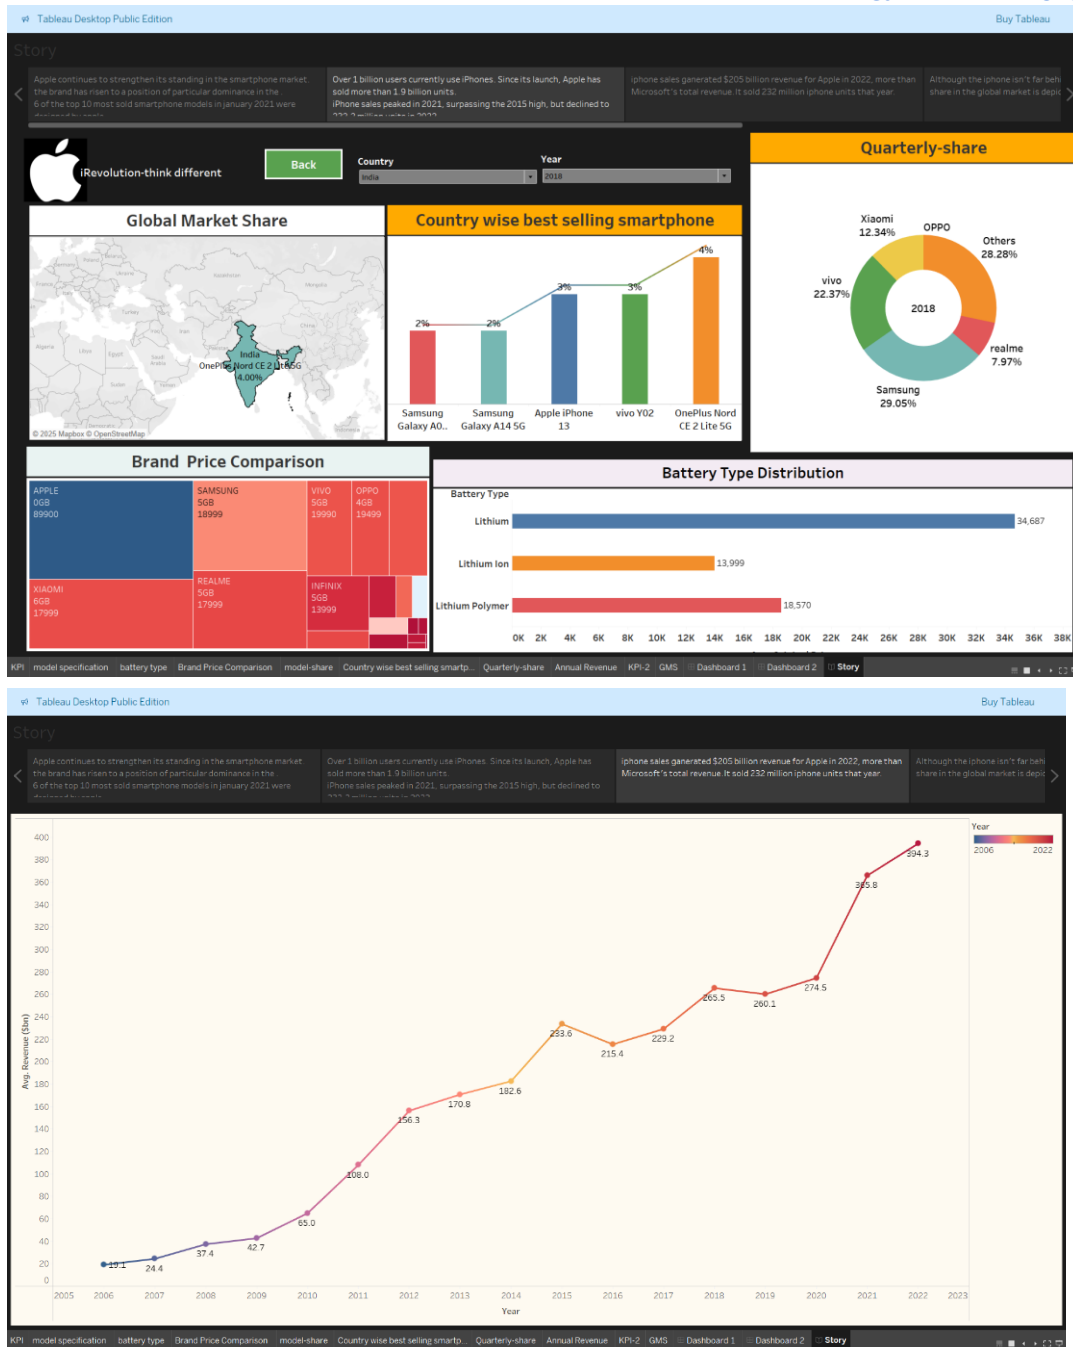 Tableau Desktop Public Edition
Buy Tableau
Story
Apple continues to strengthen its standing in the smartphone market.
the brand has risen to a position of particular dominance in the
6 of the top 10 most sold smartphone models in january 2021 were
Over 1 billion users currently use iPhones. Since its launch, Apple has
sold more than 1.9 billion units.
iPhone sales peaked in 2021, surpassing the 2015 high, but declined to
iphone sales ganerated $205 billion revenue for Apple in 2022, more than
Microsoft's total revenue. It sold 232 million iphone units that year.
Although the iphone isn't far behi
share in the global market is depic
iRevolution-think different
Back
Country
India
Year
2018
Quarterly-share
Xiaomi
12.34%
OPPO
Others
28.28%
vivo
22.37%
2018
realme
7.97%
Samsung
29.05%
Global Market Share
India
OnePlus Nord CE 2 Lite 5G
4.00%
© 2025 Mapbox © OpenStreetMap
Country wise best selling smartphone
2%
2%
3%
3%
4%
Samsung
Galaxy A0..
Samsung
Galaxy A14 5G
Apple iPhone
13
vivo Y02
OnePlus Nord
CE 2 Lite 5G
Brand Price Comparison
APPLE
0GB
89900
SAMSUNG
5GB
18999
VIVO
5GB
19990
OPPO
4GB
19499
XIAOMI
6GB
17999
REALME
5GB
17999
INFINIX
5GB
13999
Battery Type Distribution
Battery Type
Lithium
34,687
Lithium Ion
13,999
Lithium Polymer
18,570
0K 2K 4K 6K 8K 10K 12K 14K 16K 18K 20K 22K 24K 26K 28K 30K 32K 34K 36K 38K
KPI model specification battery type Brand Price Comparison model-share Country wise best selling smartp... Quarterly-share Annual Revenue KPI-2 GMS Dashboard 1 Dashboard 2 Story
Tableau Desktop Public Edition
Buy Tableau
Story
Apple continues to strengthen its standing in the smartphone market
the brand has risen to a position of particular dominance in the
6 of the top 10 most sold smartphone models in january 2021 were
Over 1 billion users currently use iPhones. Since its launch, Apple has
sold more than 1.9 billion units.
iPhone sales peaked in 2021, surpassing the 2015 high, but declined to
iphone sales ganerated $205 billion revenue for Apple in 2022, more than
Microsoft's total revenue. It sold 232 million iphone units that year.
Although the iphone isn't far behi
share in the global market is depic
Year
2006 2022
Avg. Revenue ($bn)
400
380
360
340
320
300
280
260
240
220
200
180
160
140
120
100
80
60
40
20
0
19.1
24.4
37.4
42.7
65.0
108.0
156.3
170.8
182.6
233.6
215.4
229.2
265.5
260.1
274.5
365.8
394.3
2005 2006 2007 2008 2009 2010 2011 2012 2013 2014 2015 2016 2017 2018 2019 2020 2021 2022 2023
Year
KPI model specification battery type Brand Price Comparison model-share Country wise best selling smartp... Quarterly-share Annual Revenue KPI-2 GMS Dashboard 1 Dashboard 2 Story